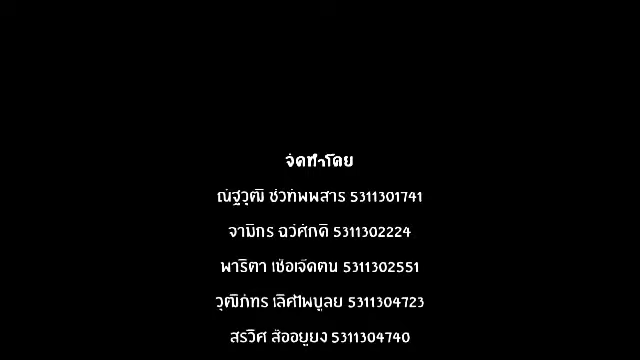 จัดทำโดย
ณัฐวุฒิ ชัวทิพพสาร 5311301741
จามิกร ฉวีศักดิ์ 5311302224
พาริตา เชื้อเจ็ดตน 5311302551
วุฒิภัทร เลิศไพบูลย์ 5311304723
สรวิศ สื่ออยู่ยง 5311304740